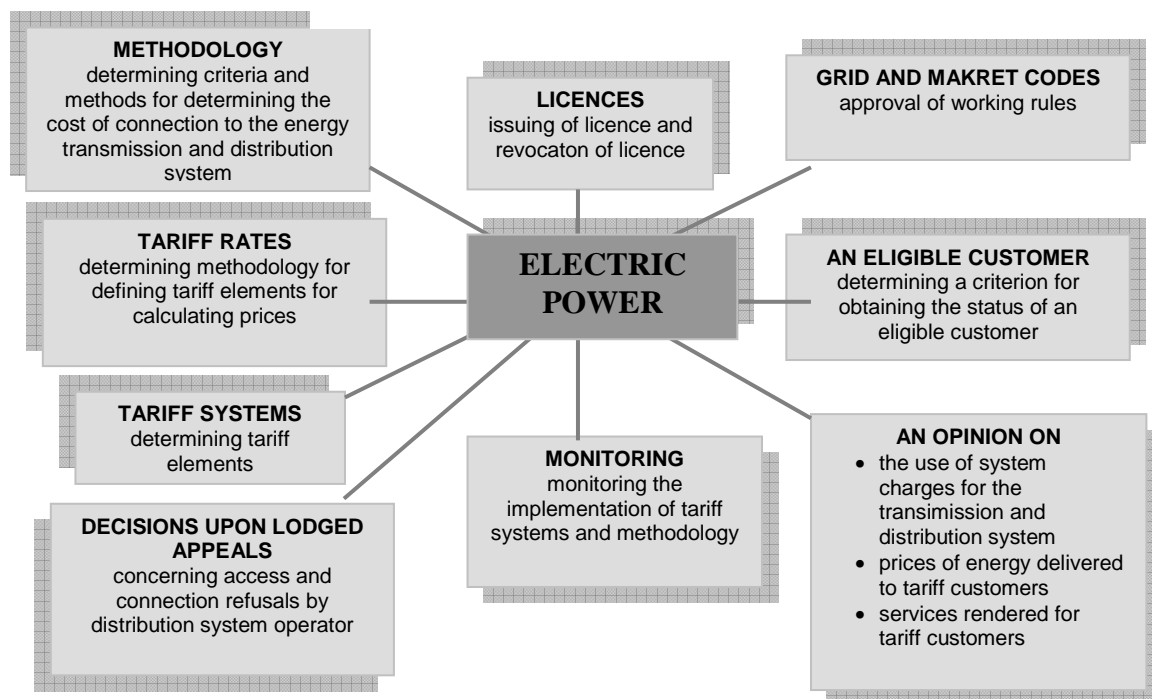 METHODOLOGY
determining criteria and
methods for determining the
cost of connection to the energy
transmission and distribution
system
LICENCES
issuing of licence and
revocaton of licence
GRID AND MAKRET CODES
approval of working rules
TARIFF RATES
determining methodology for
defining tariff elements for
calculating prices
ELECTRIC
POWER
AN ELIGIBLE CUSTOMER
determining a criterion for
obtaining the status of an
eligible customer
TARIFF SYSTEMS
determining tariff
elements
MONITORING
monitoring the
implementation of tariff
systems and methodology
AN OPINION ON
• the use of system
charges for the
transimission and
distribution system
• prices of energy delivered
to tariff customers
• services rendered for
tariff customers
DECISIONS UPON LODGED
APPEALS
concerning access and
connection refusals by
distribution system operator